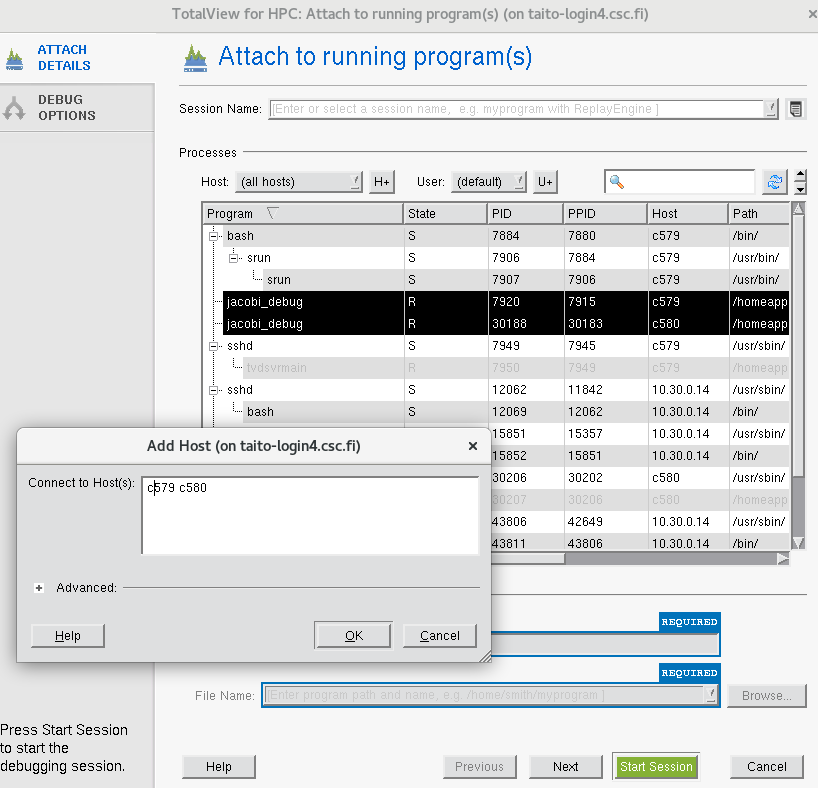 TotalView for HPC: Attach to running program(s) (on taito-login4.csc.fi)
ATTACH
DETAILS
DEBUG
OPTIONS
Attach to running program(s)
Session Name: [Enter or select a session name, e.g. myprogram with ReplayEngine ]
Processes
Host: (all hosts) H+ User: (default) U+
Program State PID PPID Host Path
bash S 7884 7880 c579 /bin/
srun S 7906 7884 c579 /usr/bin/
srun S 7907 7906 c579 /usr/bin/
jacobi_debug R 7920 7915 c579 /homeapp
jacobi_debug R 30188 30183 c580 /homeapp
sshd S 7949 7945 c579 /usr/sbin/
tvdsvrmain R 7950 7949 c579 /homeapp
sshd S 12062 11842 10.30.0.14 /usr/sbin/
bash S 12069 12062 10.30.0.14 /bin/
15851 15357 10.30.0.14 /usr/sbin/
15852 15851 10.30.0.14 /bin/
30206 30202 c580 /usr/sbin/
30207 30206 c580 /homeapp
43806 42649 10.30.0.14 /usr/sbin/
43811 43806 10.30.0.14 /bin/
Add Host (on taito-login4.csc.fi)
Connect to Host(s): c579 c580
Advanced:
Help OK Cancel
REQUIRED
REQUIRED
File Name: [Enter program path and name, e.g. /home/smith/myprogram ] Browse...
Press Start Session
to start the
debugging session.
Help Previous Next Start Session Cancel